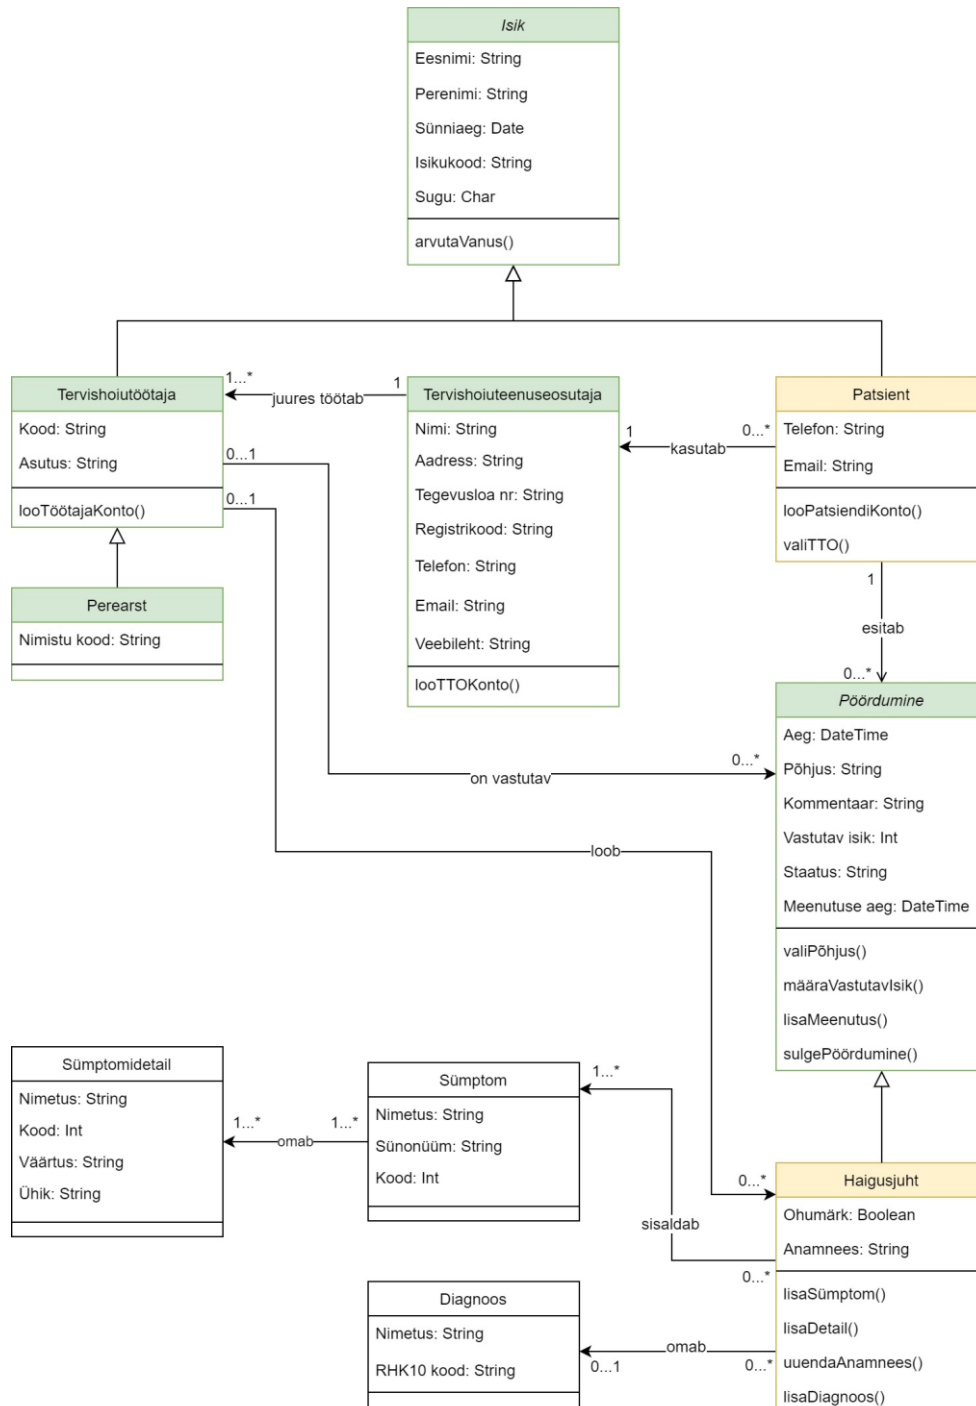 Isik
Eesnimi: String
Perenimi: String
Sünniaeg: Date
Isikukood: String
Sugu: Char
arvutaVanus()
Tervishoiutöötaja
Kood: String
Asutus: String
looTöötajaKonto()
1...*
juures töötab
1
Tervishoiuteenuseosutaja
Nimi: String
Aadress: String
Tegevusloa nr: String
Registrikood: String
Telefon: String
Email: String
Veebileht: String
looTTOKonto()
1
kasutab
0...*
Patsient
Telefon: String
Email: String
looPatsiendiKonto()
valiTTO()
0...1
0...1
Perearst
Nimistu kood: String
1
esitab
0...*
Pöördumine
Aeg: DateTime
Põhjus: String
Kommentaar: String
Vastutav isik: Int
Staatus: String
Meenutuse aeg: DateTime
valiPõhjus()
määraVastutavIsik()
lisaMeenutus()
sulgePöördumine()
on vastutav
0...*
loob
0...*
Sümptomidetail
Nimetus: String
Kood: Int
Väärtus: String
Ühik: String
1...*
omab
1...*
Sümptom
Nimetus: String
Sünonüüm: String
Kood: Int
1...*
sisaldab
0...*
Haigusjuht
Ohumärk: Boolean
Anamnees: String
lisaSümptom()
lisaDetail()
uuendaAnamnees()
lisaDiagnoos()
Diagnoos
Nimetus: String
RHK10 kood: String
0...1
omab
0...*